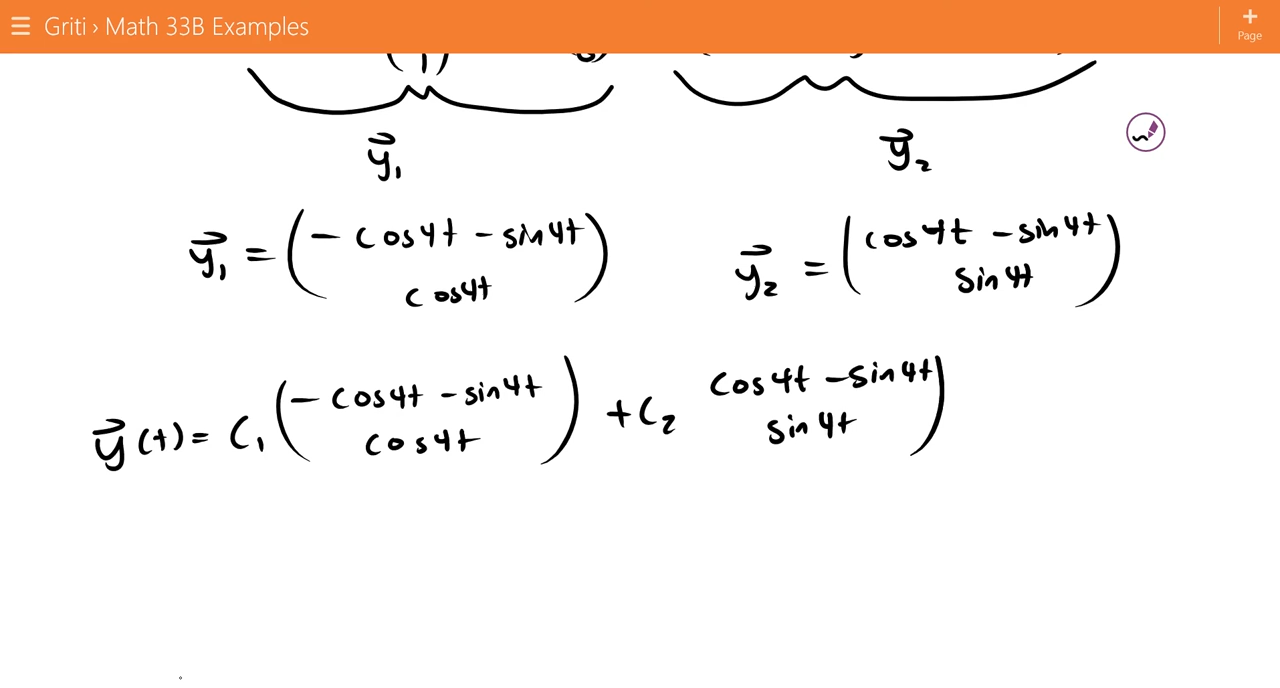 Griti › Math 33B Examples
+
Page
(1)
y⃗₁ y⃗₂
y⃗₁ = (−cos4t − sin4t
cos4t) y⃗₂ = (cos4t − sin4t
sin4t)
y⃗(t) = C₁ (−cos4t − sin4t
cos4t) + C₂ cos4t − sin4t
sin4t)